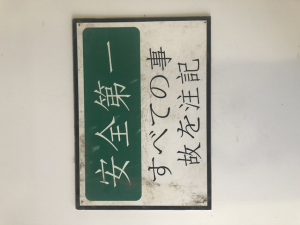 安全第一
すべての事
故を注記